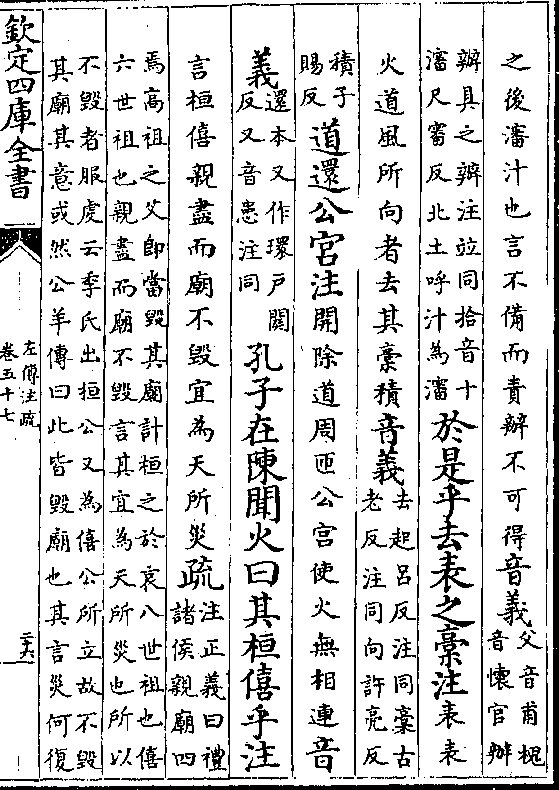 之後瀋汁也言不備而責辦不可得音義父音甫槐
音懷官辦
辦具之辦注竝同拾音十
瀋尺審反北土呼汁為瀋
於是乎去表之槀注表表
火道風所向者去其槀積音義去起呂反注同槀古
老反注同向許亮反
積子
賜反
道還公宮注開除道周匝公宮使火無相連音
義還本又作環戶關
反又音患注同
孔子在陳聞火曰其桓僖乎注
言桓僖親盡而廟不毀宜為天所災疏注正義曰禮
諸侯親廟四
焉高祖之父即當毀其廟計桓之於哀八世祖也僖
六世祖也親盡而廟不毀言其宜為天所災也所以
不毀者服虔云季氏出桓公又為僖公所立故不毀
其廟其意或然公羊傳曰此皆毀廟也其言災何復
欽定四庫全書
左傳注疏
卷五十七